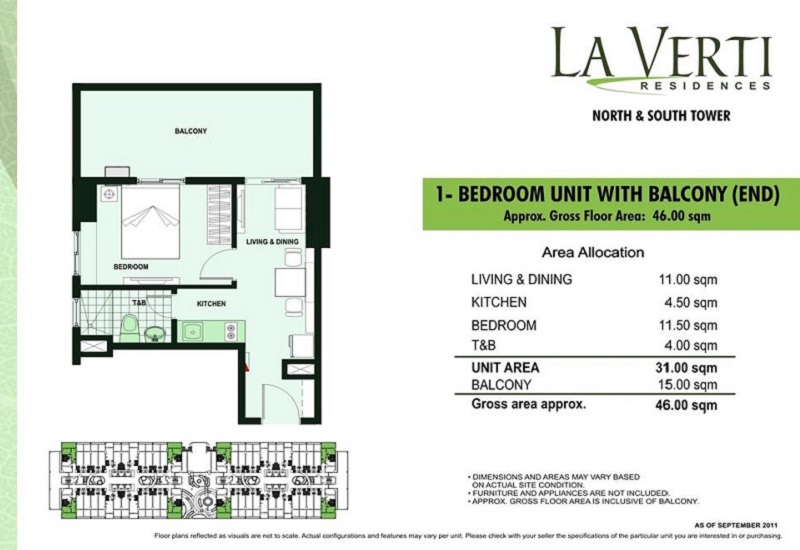 LA VERTI
RESIDENCES
NORTH & SOUTH TOWER
1- BEDROOM UNIT WITH BALCONY (END)
Approx. Gross Floor Area: 46.00 sqm
Area Allocation
LIVING & DINING 11.00 sqm
KITCHEN 4.50 sqm
BEDROOM 11.50 sqm
T&B 4.00 sqm
UNIT AREA 31.00 sqm
BALCONY 15.00 sqm
Gross area approx. 46.00 sqm
BALCONY
LIVING & DINING
BEDROOM
T&B
KITCHEN
• DIMENSIONS AND AREAS MAY VARY BASED
ON ACTUAL SITE CONDITION.
• FURNITURE AND APPLIANCES ARE NOT INCLUDED.
• APPROX. GROSS FLOOR AREA IS INCLUSIVE OF BALCONY.
AS OF SEPTEMBER 2011
Floor plans reflected as visuals are not to scale. Actual configurations and features may vary per unit. Please check with your seller the specifications of the particular unit you are interested in or purchasing.